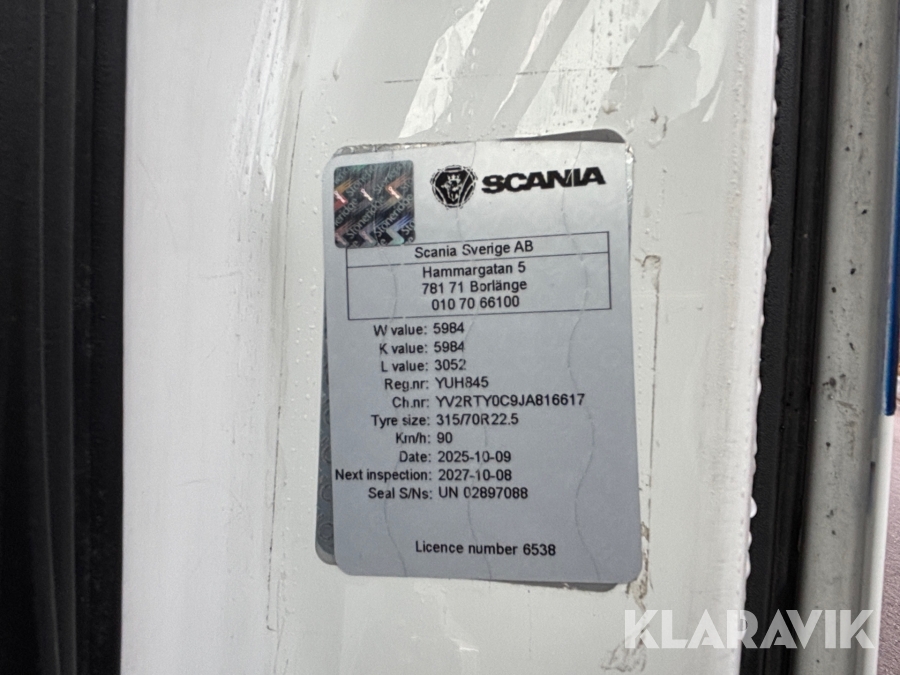 SCANIA
Scania Sverige AB
Hammargatan 5
781 71 Borlänge
010 70 66100
W value: 5984
K value: 5984
L value: 3052
Reg.nr: YUH845
Ch.nr: YV2RTY0C9JA816617
Tyre size: 315/70R22.5
Km/h: 90
Date: 2025-10-09
Next inspection: 2027-10-08
Seal S/Ns: UN 02897088
Licence number 6538
KLARAVIK